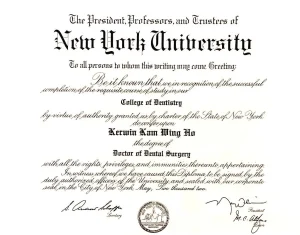 The President, Professors, and Trustees of
New York University
To all persons to whom this writing may come Greeting:
Be it known that we in recognition of the successful
completion of the requisite course of study in our
College of Dentistry
by virtue of authority granted us by charter of the State of New York
do confer upon
Kerwin Kam Wing Ho
the degree of
Doctor of Dental Surgery
with all the rights, privileges, and immunities thereunto appertaining
In witness whereof we have caused this Diploma to be signed by the
duly authorized officers of the University and sealed with our corporate
seal, in the City of New York, May, Two thousand two.
Secretary
President